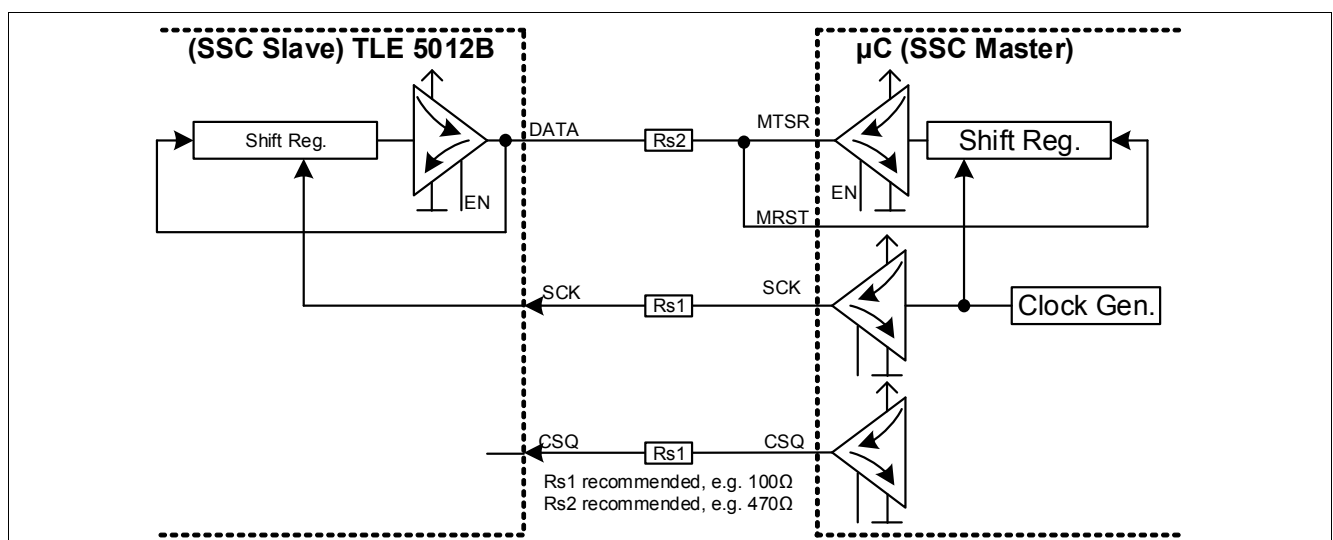 (SSC Slave) TLE 5012B
µC (SSC Master)
Shift Reg.
EN
DATA
Rs2
MTSR
Shift Reg.
EN
MRST
SCK
Rs1
SCK
Clock Gen.
CSQ
Rs1
CSQ
Rs1 recommended, e.g. 100Ω
Rs2 recommended, e.g. 470Ω